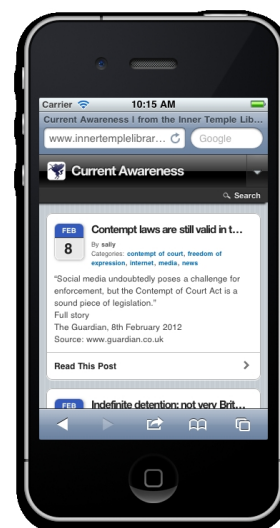 Carrier 10:15 AM
Current Awareness | from the Inner Temple Lib...
www.innertemplelibrar... Google
Current Awareness
Search
FEB
8
Contempt laws are still valid in t...
By sally
Categories: contempt of court, freedom of
expression, internet, media, news
“Social media undoubtedly poses a challenge for
enforcement, but the Contempt of Court Act is a
sound piece of legislation.”
Full story
The Guardian, 8th February 2012
Source: www.guardian.co.uk
Read This Post
FEB
Indefinite detention: not very Brit...